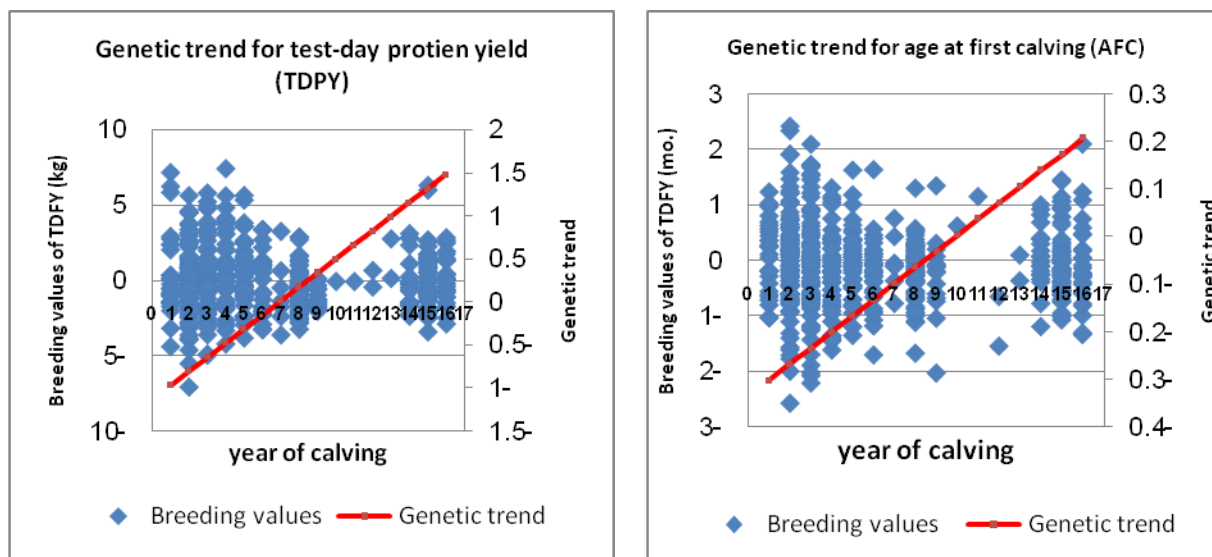 Genetic trend for test-day protien yield
(TDPY)
Breeding values of TDFY (kg)
10
5
0
5-
10-
0 1 2 3 4 5 6 7 8 9 10 11 12 13 14 15 16 17
2
1.5
1
0.5
0
0.5-
1-
1.5-
Genetic trend
year of calving
Breeding values
Genetic trend
Genetic trend for age at first calving (AFC)
Breeding values of TDFY (mo.)
3
2
1
0
1-
2-
3-
0 1 2 3 4 5 6 7 8 9 10 11 12 13 14 15 16 17
0.3
0.2
0.1
0
0.1-
0.2-
0.3-
0.4-
Genetic trend
year of calving
Breeding values
Genetic trend